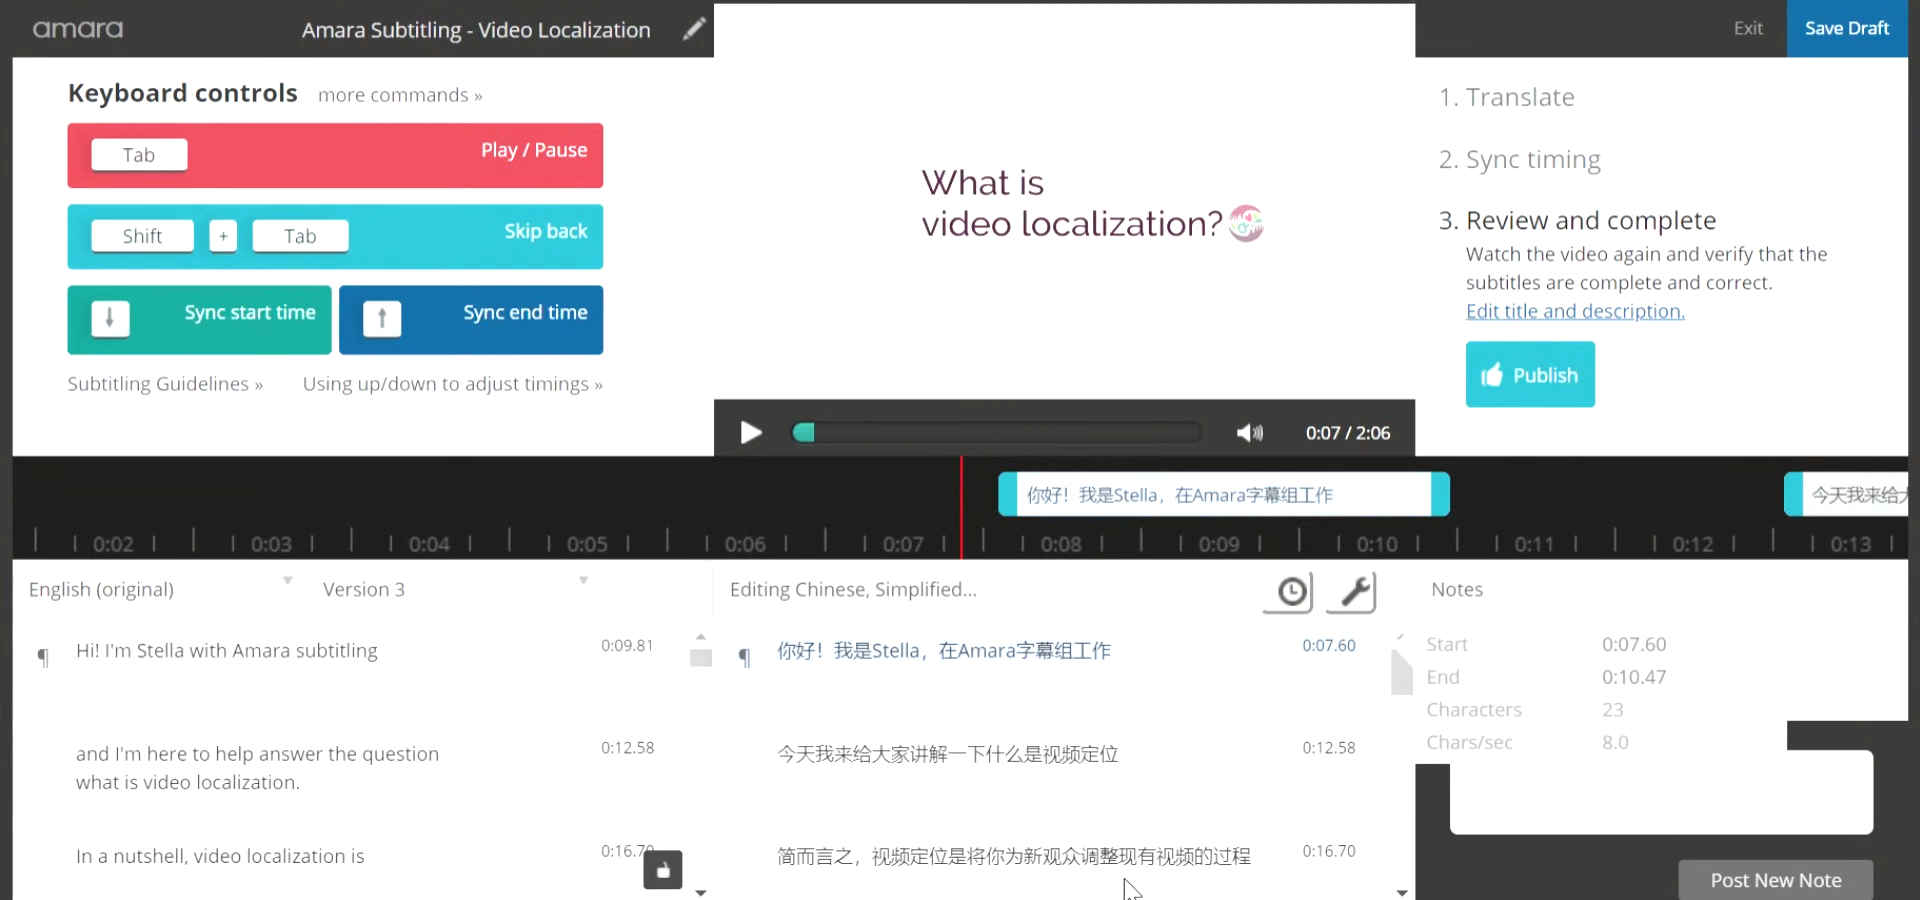 amara
Amara Subtitling - Video Localization
Exit
Save Draft
Keyboard controls
more commands »
Tab
Play / Pause
Shift
+
Tab
Skip back
Sync start time
Sync end time
Subtitling Guidelines »
Using up/down to adjust timings »
What is
video localization?
0:07 / 2:06
1. Translate
2. Sync timing
3. Review and complete
Watch the video again and verify that the
subtitles are complete and correct.
Edit title and description.
Publish
你好！我是Stella，在Amara字幕组工作
今天我来给
0:02
0:03
0:04
0:05
0:06
0:07
0:08
0:09
0:10
0:11
0:12
0:13
English (original)
Version 3
¶
Hi! I'm Stella with Amara subtitling
0:09.81
and I'm here to help answer the question
what is video localization.
0:12.58
In a nutshell, video localization is
0:16.70
Editing Chinese, Simplified...
¶
你好！我是Stella，在Amara字幕组工作
0:07.60
今天我来给大家讲解一下什么是视频定位
0:12.58
简而言之，视频定位是将你为新观众调整现有视频的过程
0:16.70
Notes
Start
0:07.60
End
0:10.47
Characters
23
Chars/sec
8.0
Post New Note